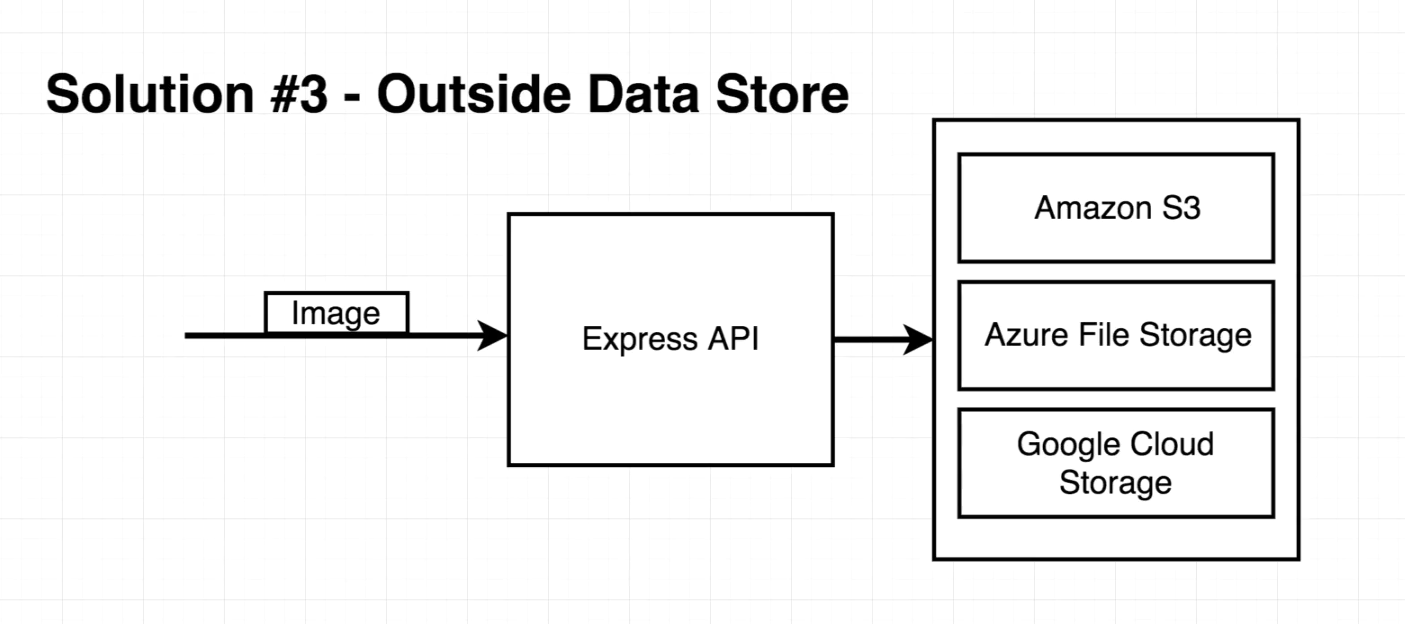 Solution #3 - Outside Data Store
Image
Express API
Amazon S3
Azure File Storage
Google Cloud
Storage